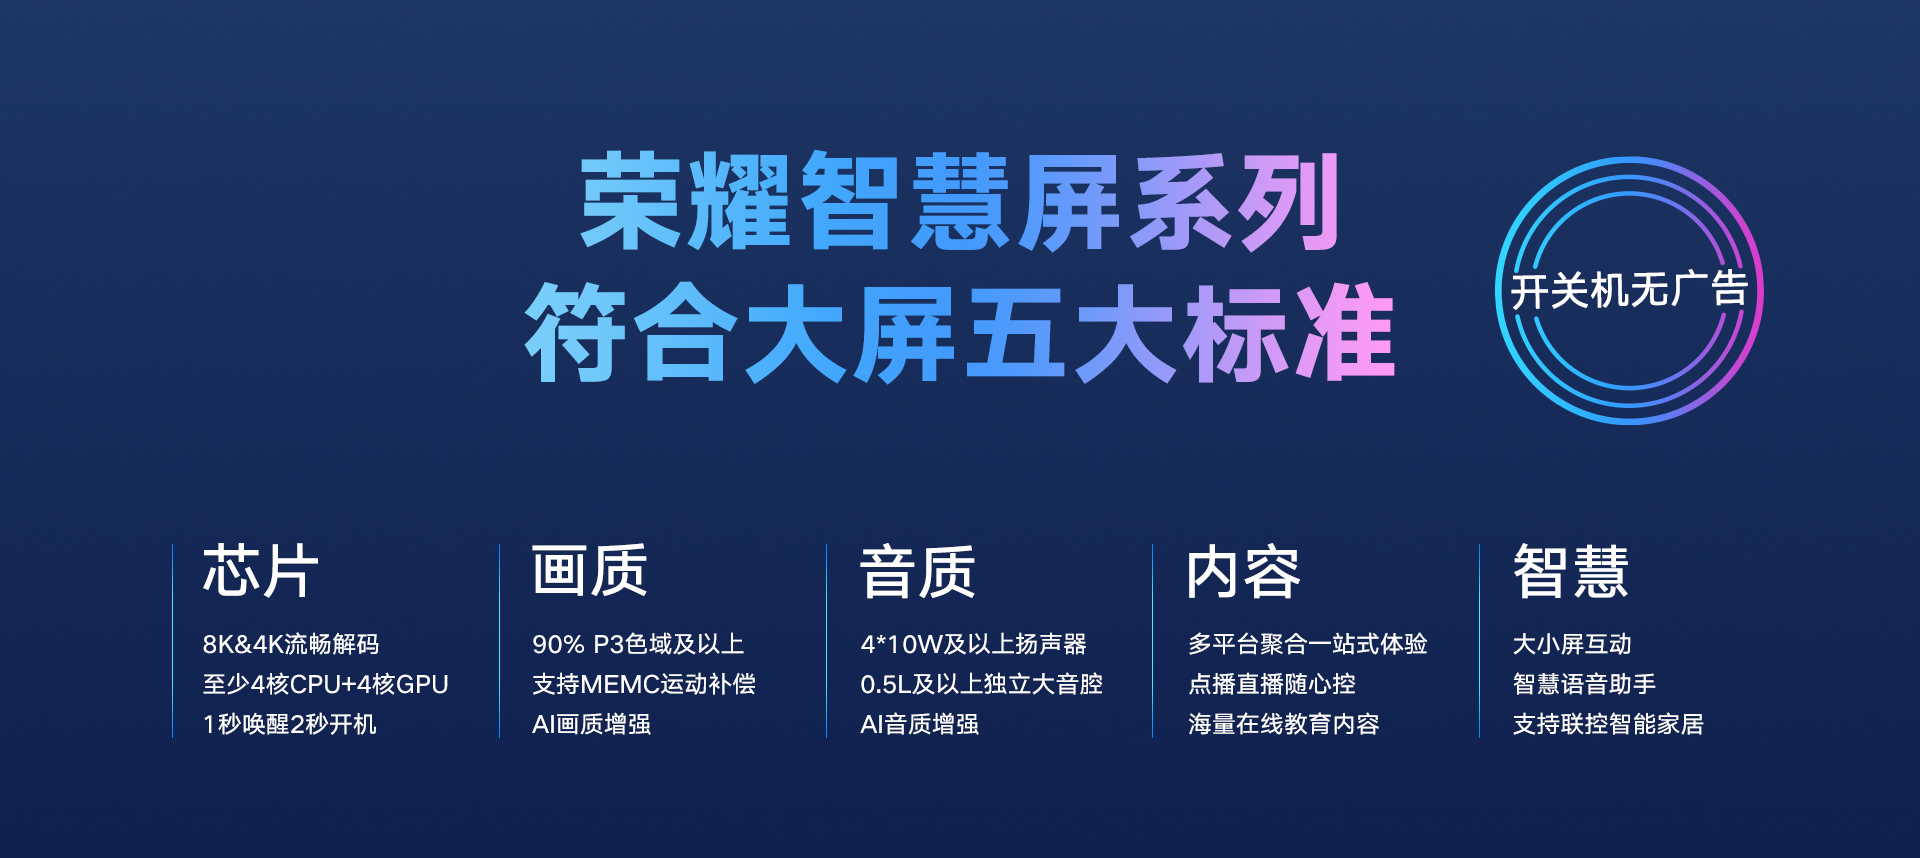 荣耀智慧屏系列
符合大屏五大标准
开关机无广告
芯片
8K&4K流畅解码
至少4核CPU+4核GPU
1秒唤醒2秒开机
画质
90% P3色域及以上
支持MEMC运动补偿
AI画质增强
音质
4*10W及以上扬声器
0.5L及以上独立大音腔
AI音质增强
内容
多平台聚合一站式体验
点播直播随心控
海量在线教育内容
智慧
大小屏互动
智慧语音助手
支持联控智能家居